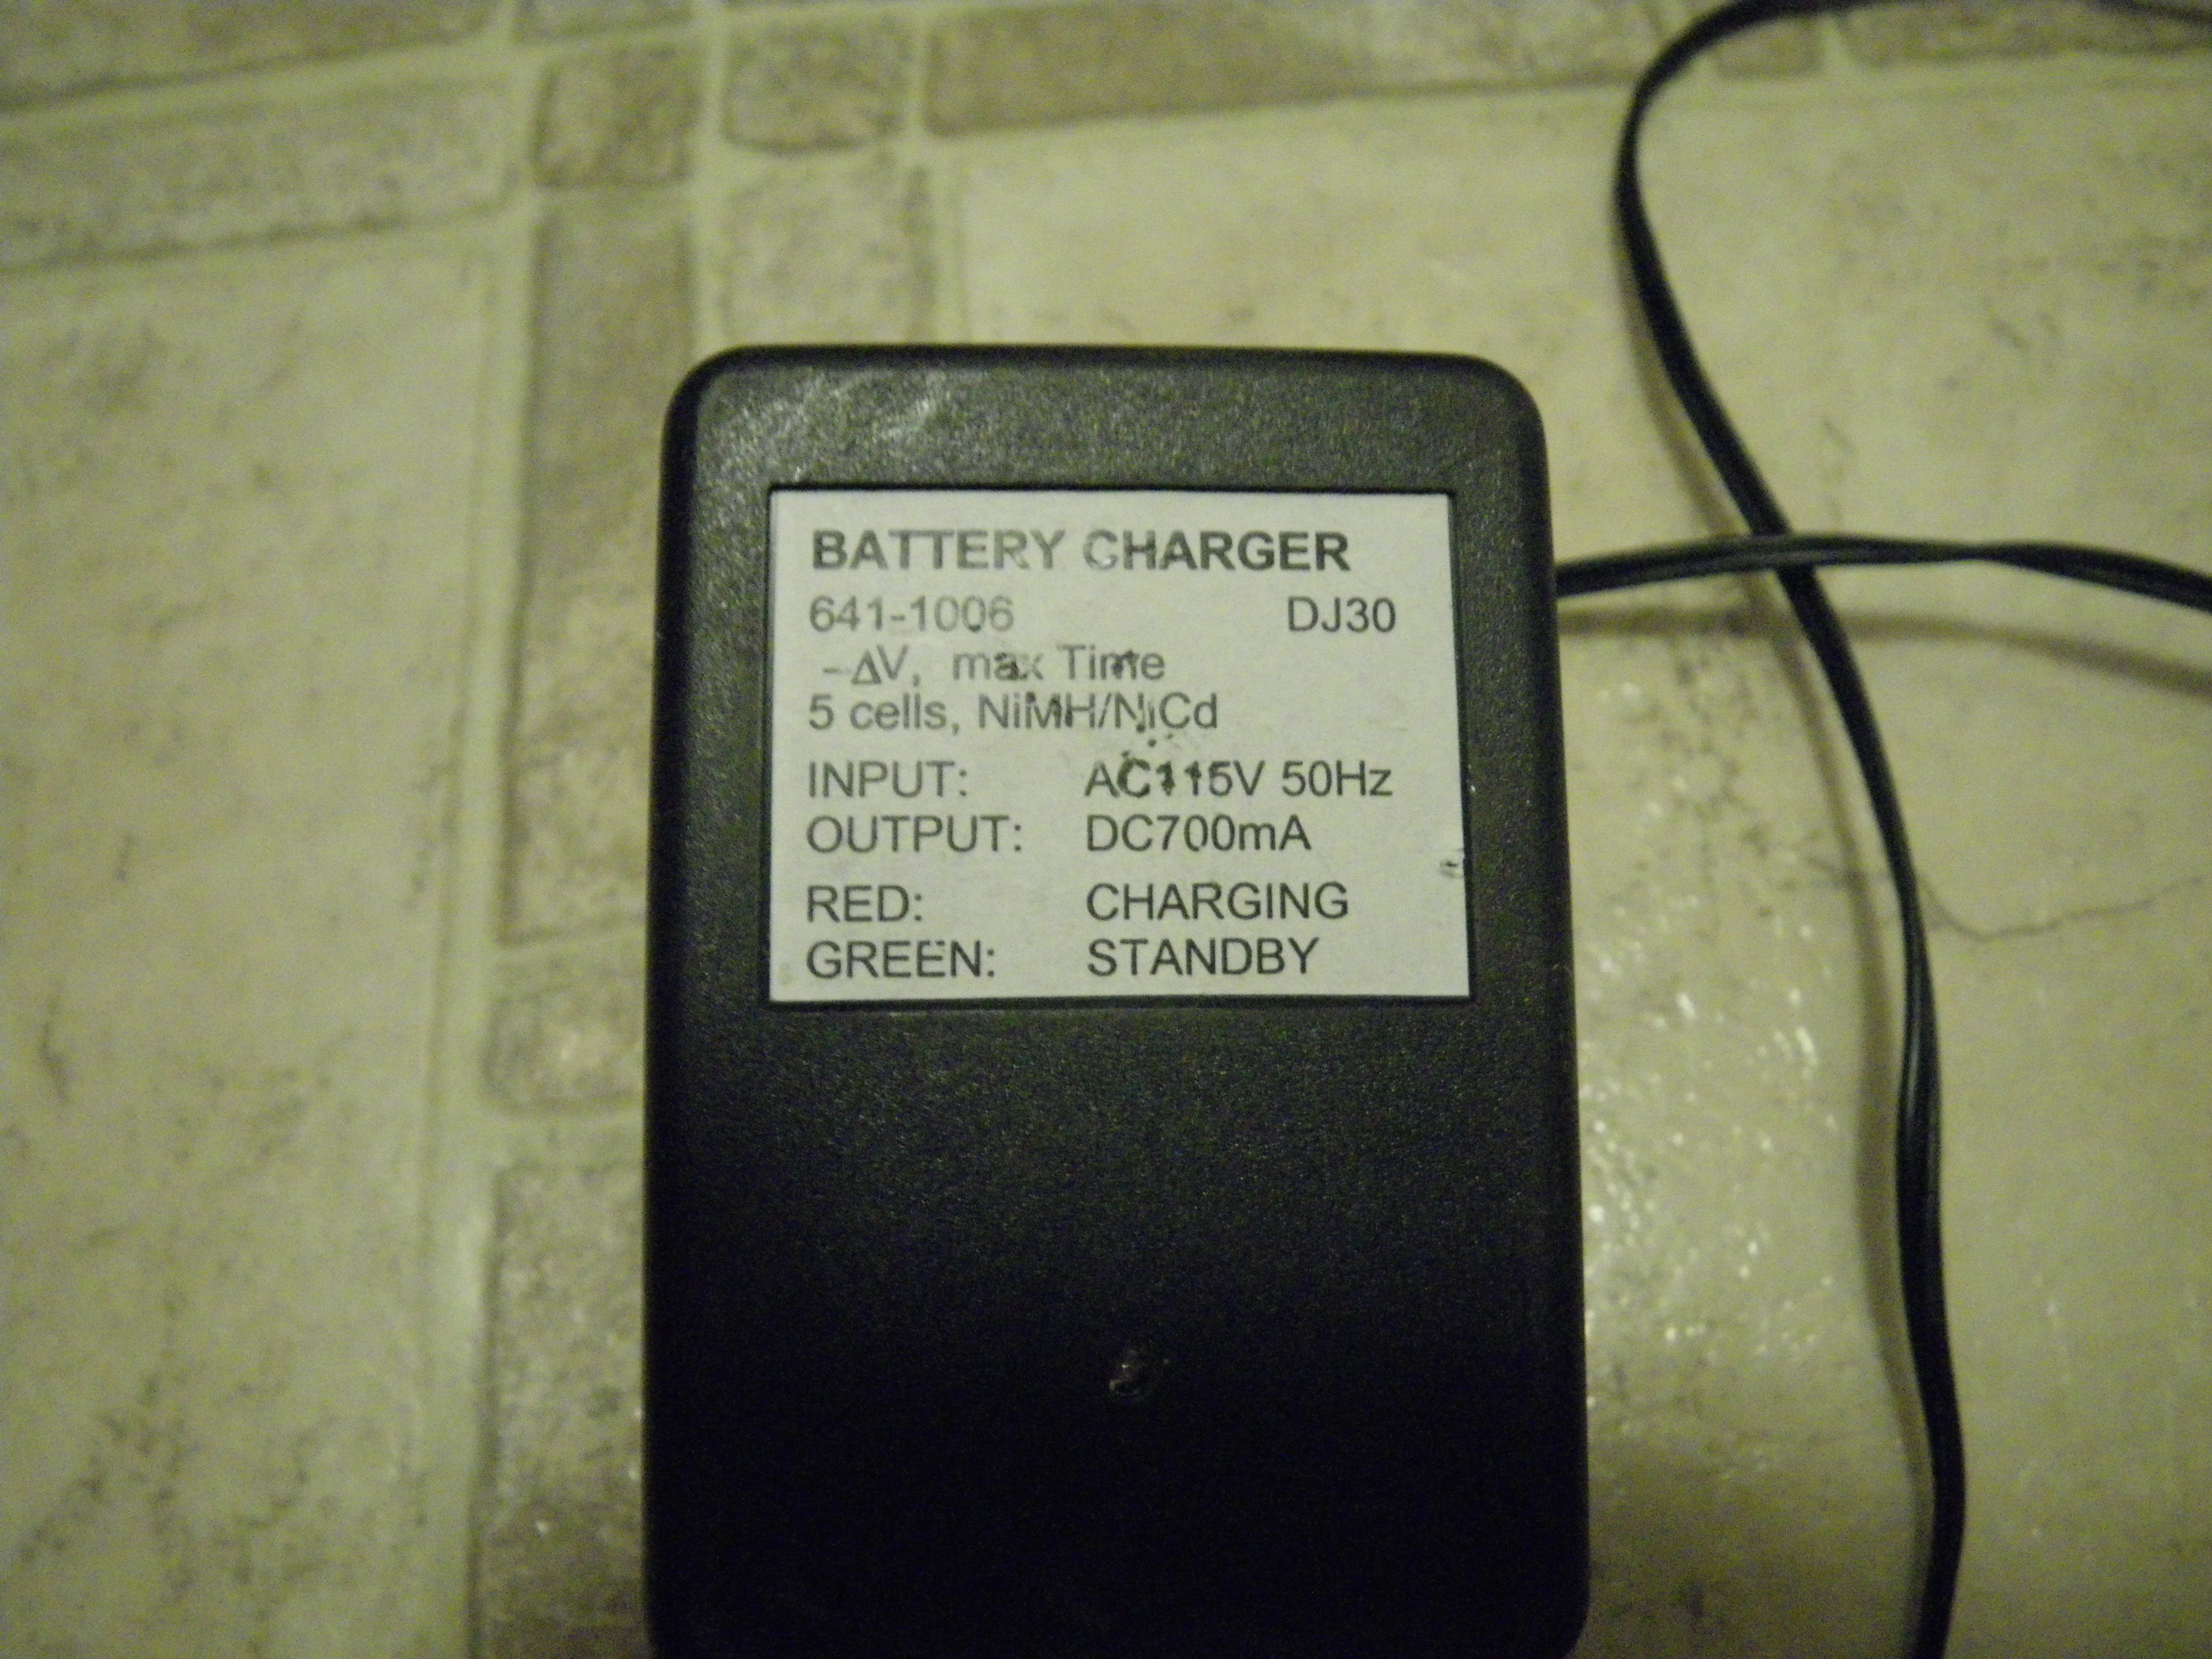 BATTERY CHARGER
641-1006 DJ30
-ΔV, max Time
5 cells, NiMH/NiCd
INPUT: AC115V 50Hz
OUTPUT: DC700mA
RED: CHARGING
GREEN: STANDBY